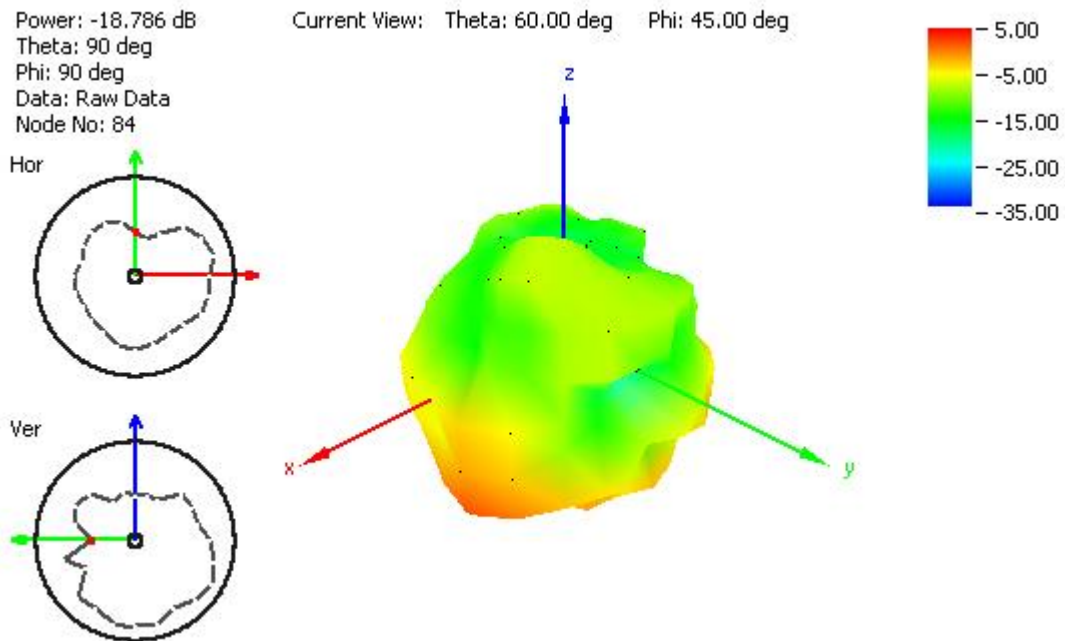 Power: -18.786 dB
Theta: 90 deg
Phi: 90 deg
Data: Raw Data
Node No: 84
Current View: Theta: 60.00 deg Phi: 45.00 deg
5.00
-5.00
-15.00
-25.00
-35.00
Hor
Ver
z
x
y